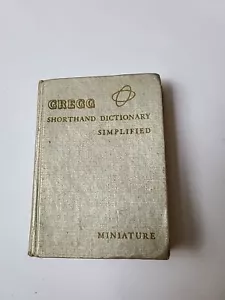 GREGG
SHORTHAND DICTIONARY
SIMPLIFIED
MINIATURE